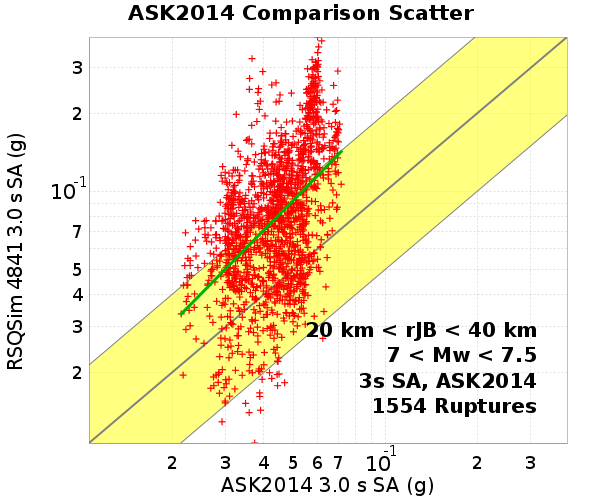 ASK2014 Comparison Scatter
RSQSim 4841 3.0 s SA (g)
3
2
10-1
7
5
4
3
2
20 km < rJB < 40 km
7 < Mw < 7.5
3s SA, ASK2014
1554 Ruptures
2 3 4 5 6 7 10-1 2 3
ASK2014 3.0 s SA (g)